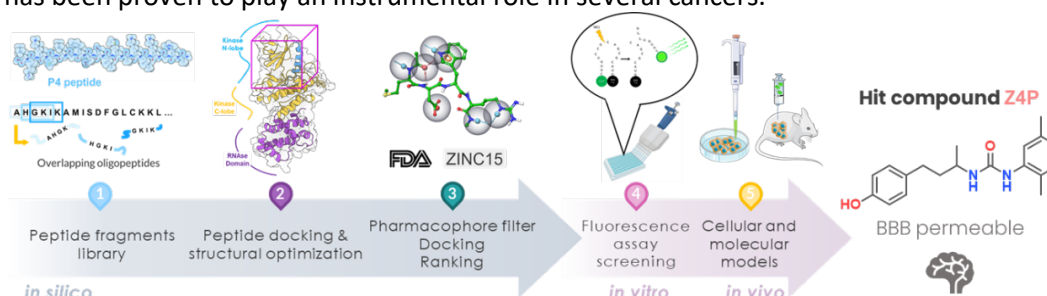 has been proven to play an instrumental role in several cancers.
P4 peptide
AHGKIKAMISDFGLCKKL...
AHGK
HGKI
GKIK
Overlapping oligopeptides
Kinase
N-lobe
Kinase
C-lobe
RNAse
Domain
FDA ZINC15
Hit compound Z4P
HO
O
N
H
N
H
BBB permeable
1
Peptide fragments
library
2
Peptide docking &
structural optimization
3
Pharmacophore filter
Docking
Ranking
4
Fluorescence
assay
screening
5
Cellular and
molecular
models
in silico
in vitro
in vivo